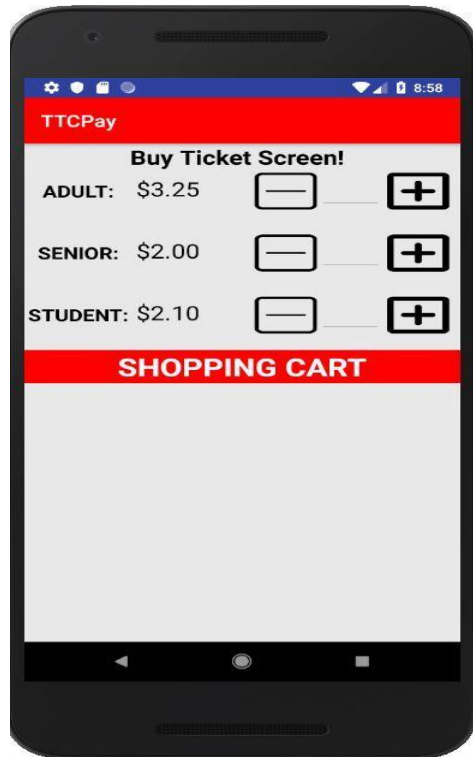 8:58
TTCPay
Buy Ticket Screen!
ADULT: $3.25
SENIOR: $2.00
STUDENT: $2.10
SHOPPING CART